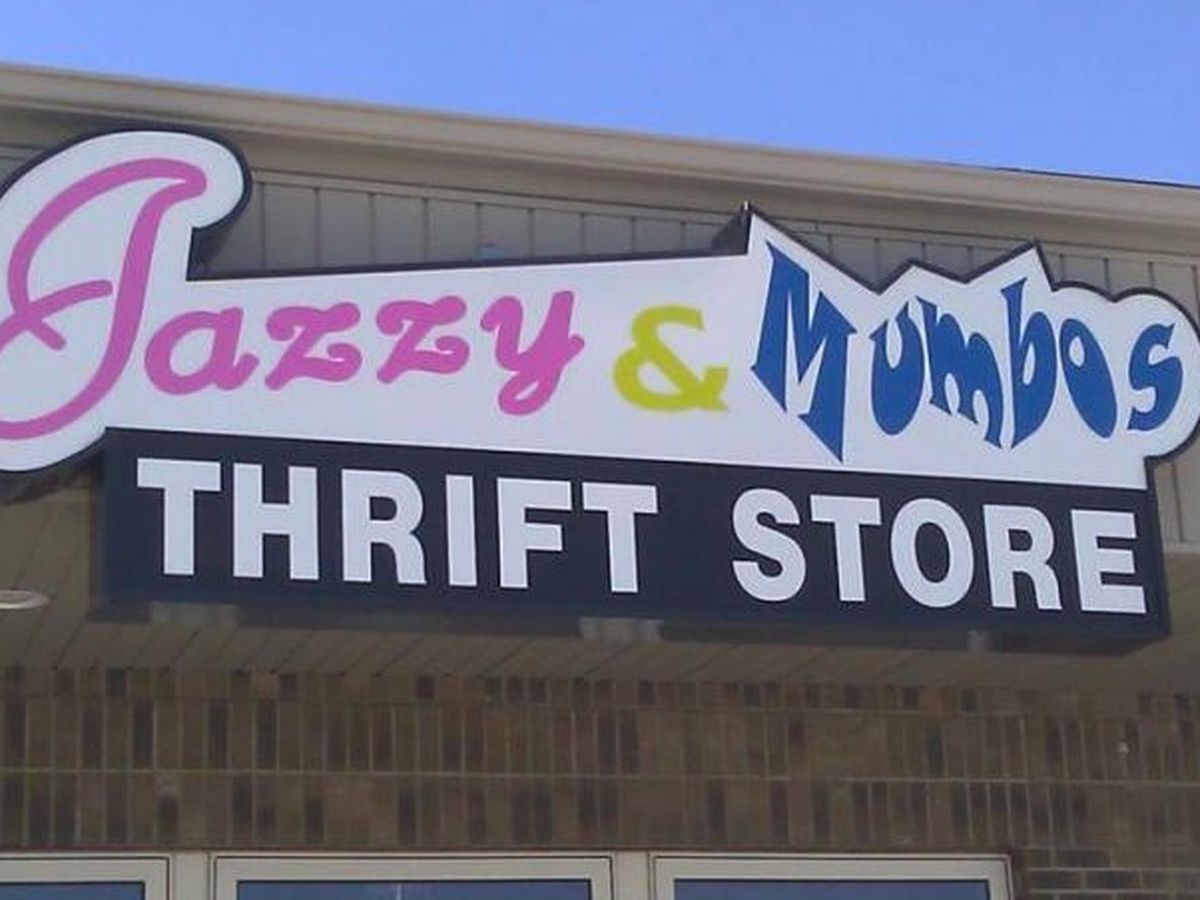 Jazzy & Mumbos
THRIFT STORE